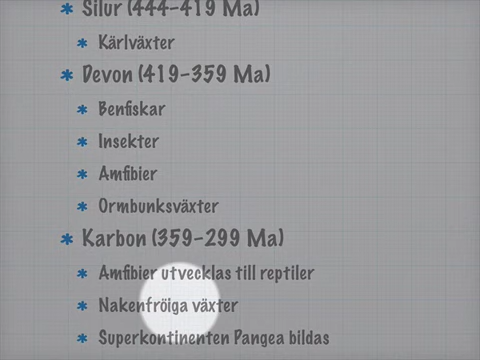 * Silur (444–419 Ma)
* Kärlväxter
* Devon (419–359 Ma)
* Benfiskar
* Insekter
* Amfibier
* Ormbunksväxter
* Karbon (359–299 Ma)
* Amfibier utvecklas till reptiler
* Nakenfröiga växter
* Superkontinenten Pangea bildas